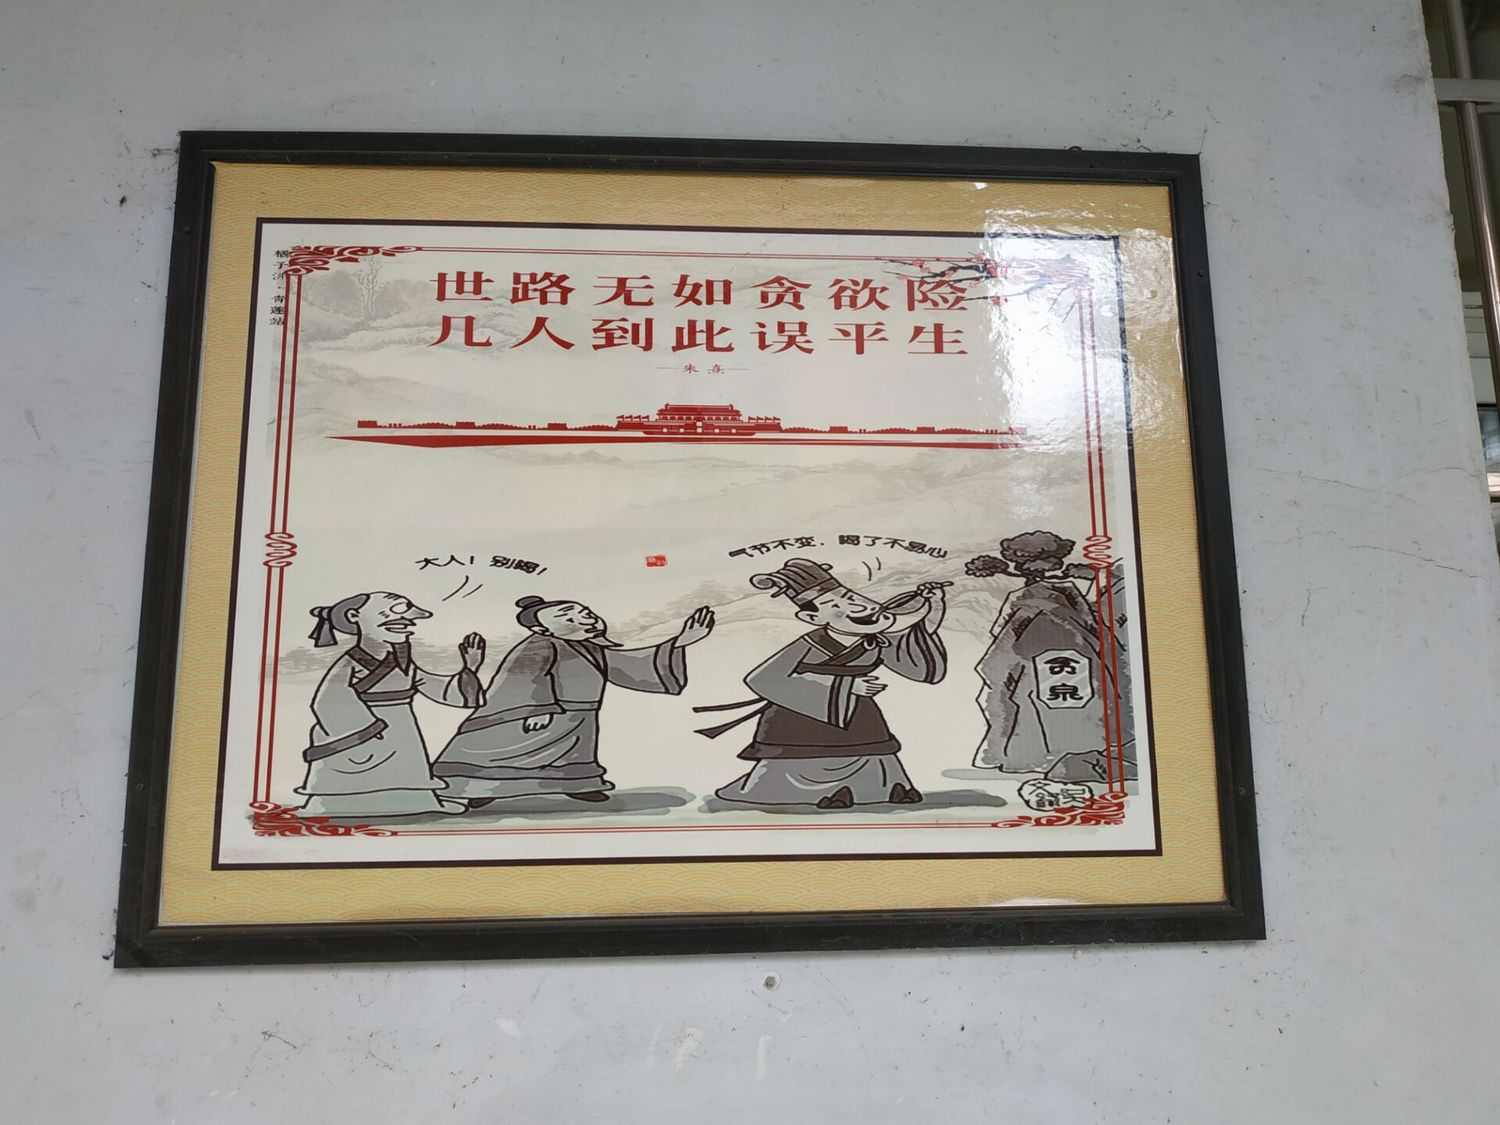 世路无如贪欲险
几人到此误平生
朱熹
大人！别喝！
气节不变，喝了不易心
贪泉